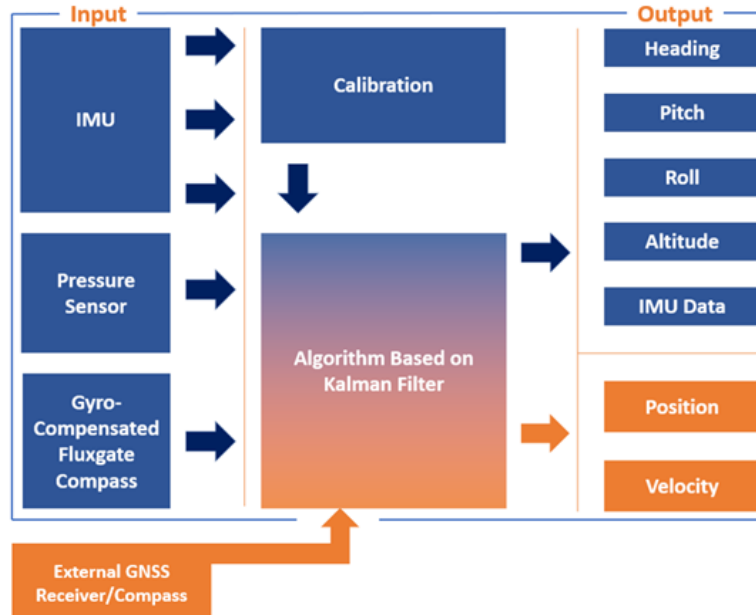 Input
IMU
Pressure
Sensor
Gyro-
Compensated
Fluxgate
Compass
External GNSS
Receiver/Compass
Calibration
Algorithm Based on
Kalman Filter
Output
Heading
Pitch
Roll
Altitude
IMU Data
Position
Velocity